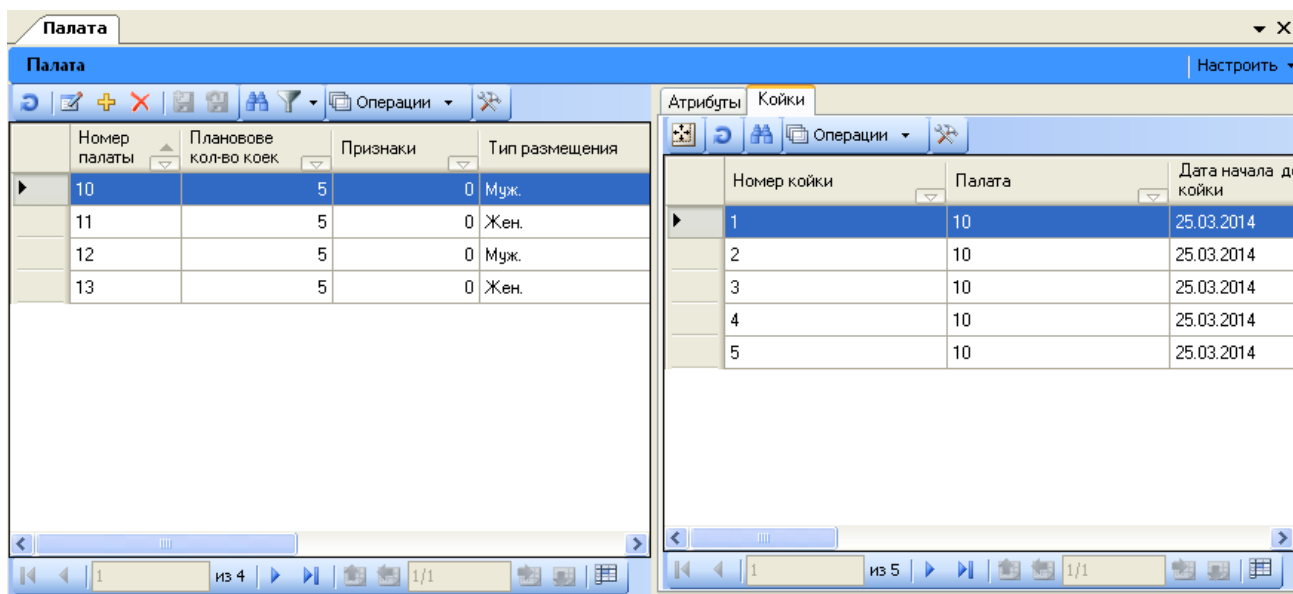 Палата
Палата
Настроить
Операции
Номер палаты Плановове кол-во коек Признаки Тип размещения
10 5 0 Муж.
11 5 0 Жен.
12 5 0 Муж.
13 5 0 Жен.
1 из 4 1/1
Атрибуты Койки
Операции
Номер койки Палата Дата начала де койки
1 10 25.03.2014
2 10 25.03.2014
3 10 25.03.2014
4 10 25.03.2014
5 10 25.03.2014
1 из 5 1/1